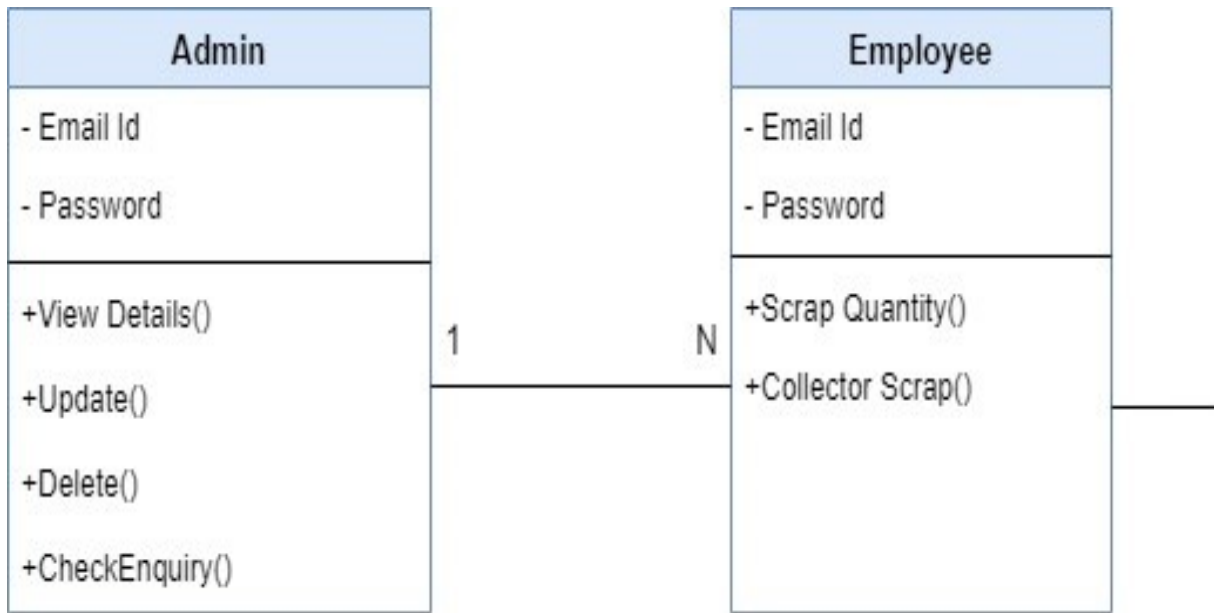 Admin
- Email Id
- Password
+View Details()
+Update()
+Delete()
+CheckEnquiry()
1
N
Employee
- Email Id
- Password
+Scrap Quantity()
+Collector Scrap()